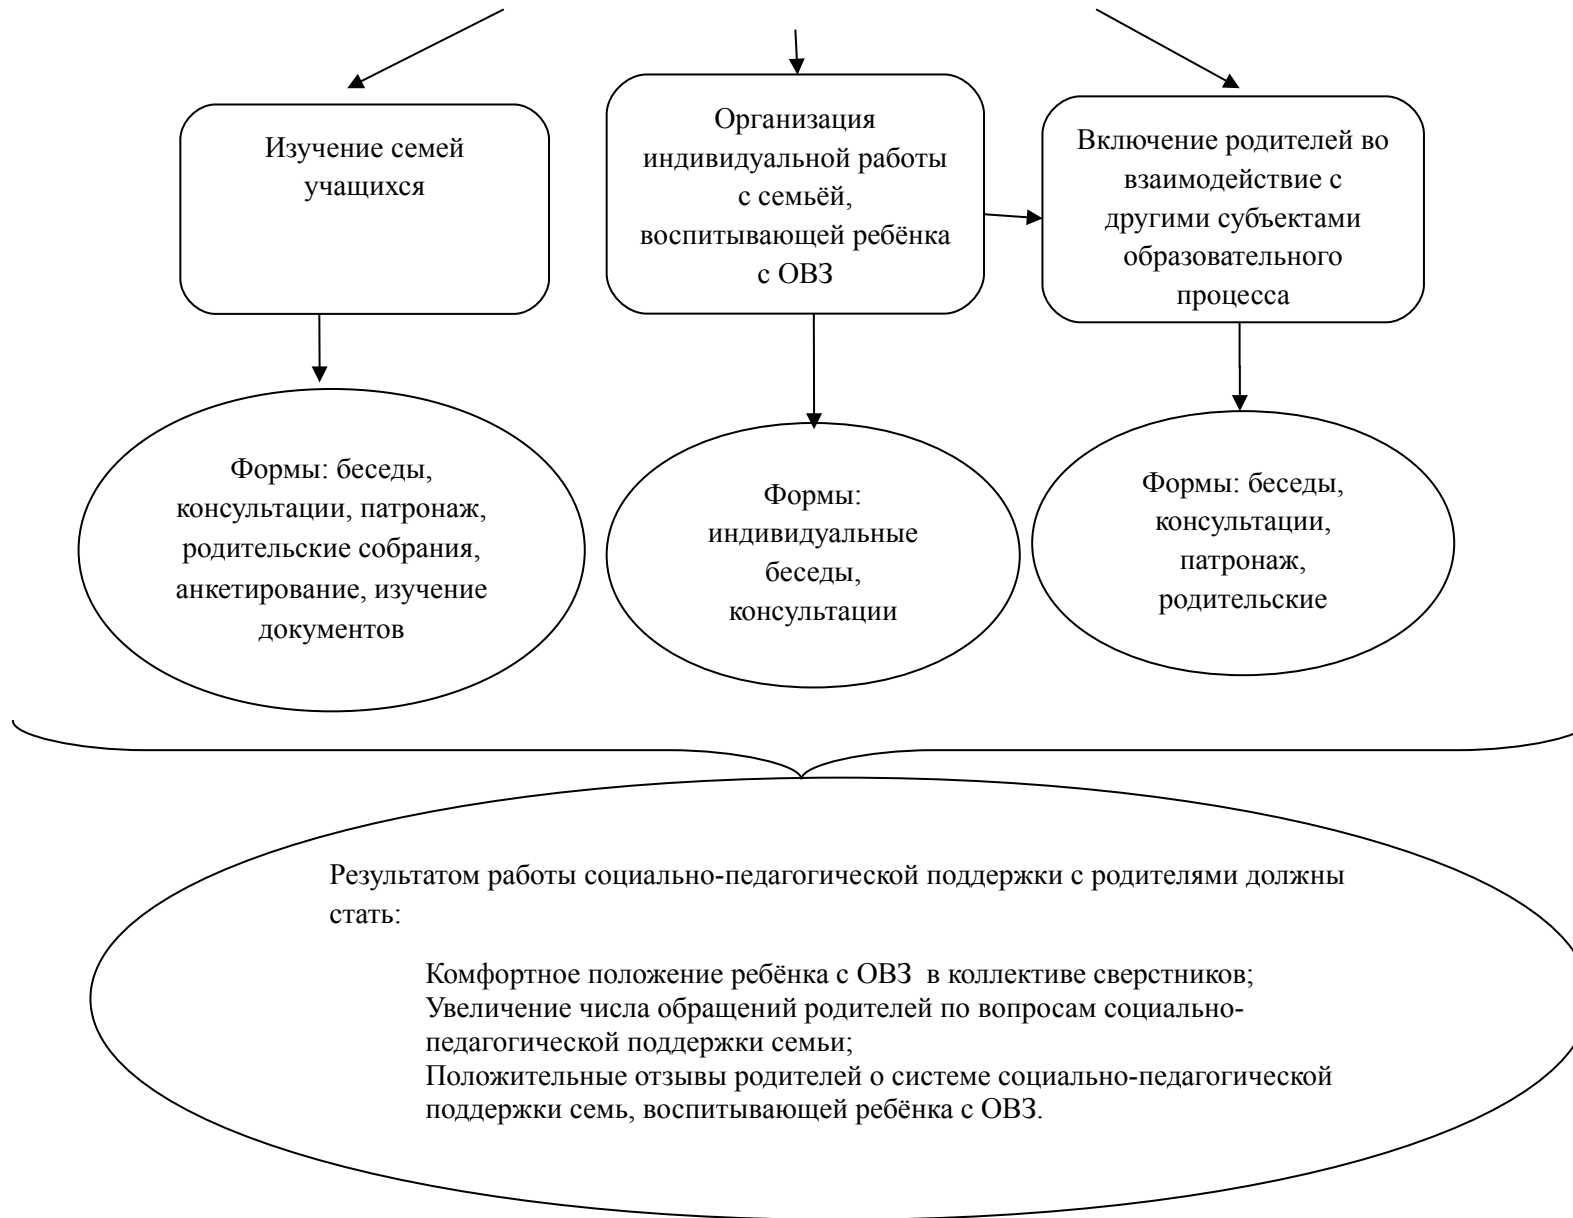 Изучение семей
учащихся
Организация
индивидуальной работы
с семьёй,
воспитывающей ребёнка
с ОВЗ
Включение родителей во
взаимодействие с
другими субъектами
образовательного
процесса
Формы: беседы,
консультации, патронаж,
родительские собрания,
анкетирование, изучение
документов
Формы:
индивидуальные
беседы,
консультации
Формы: беседы,
консультации,
патронаж,
родительские
Результатом работы социально-педагогической поддержки с родителями должны
стать:
Комфортное положение ребёнка с ОВЗ  в коллективе сверстников;
Увеличение числа обращений родителей по вопросам социально-
педагогической поддержки семьи;
Положительные отзывы родителей о системе социально-педагогической
поддержки семь, воспитывающей ребёнка с ОВЗ.